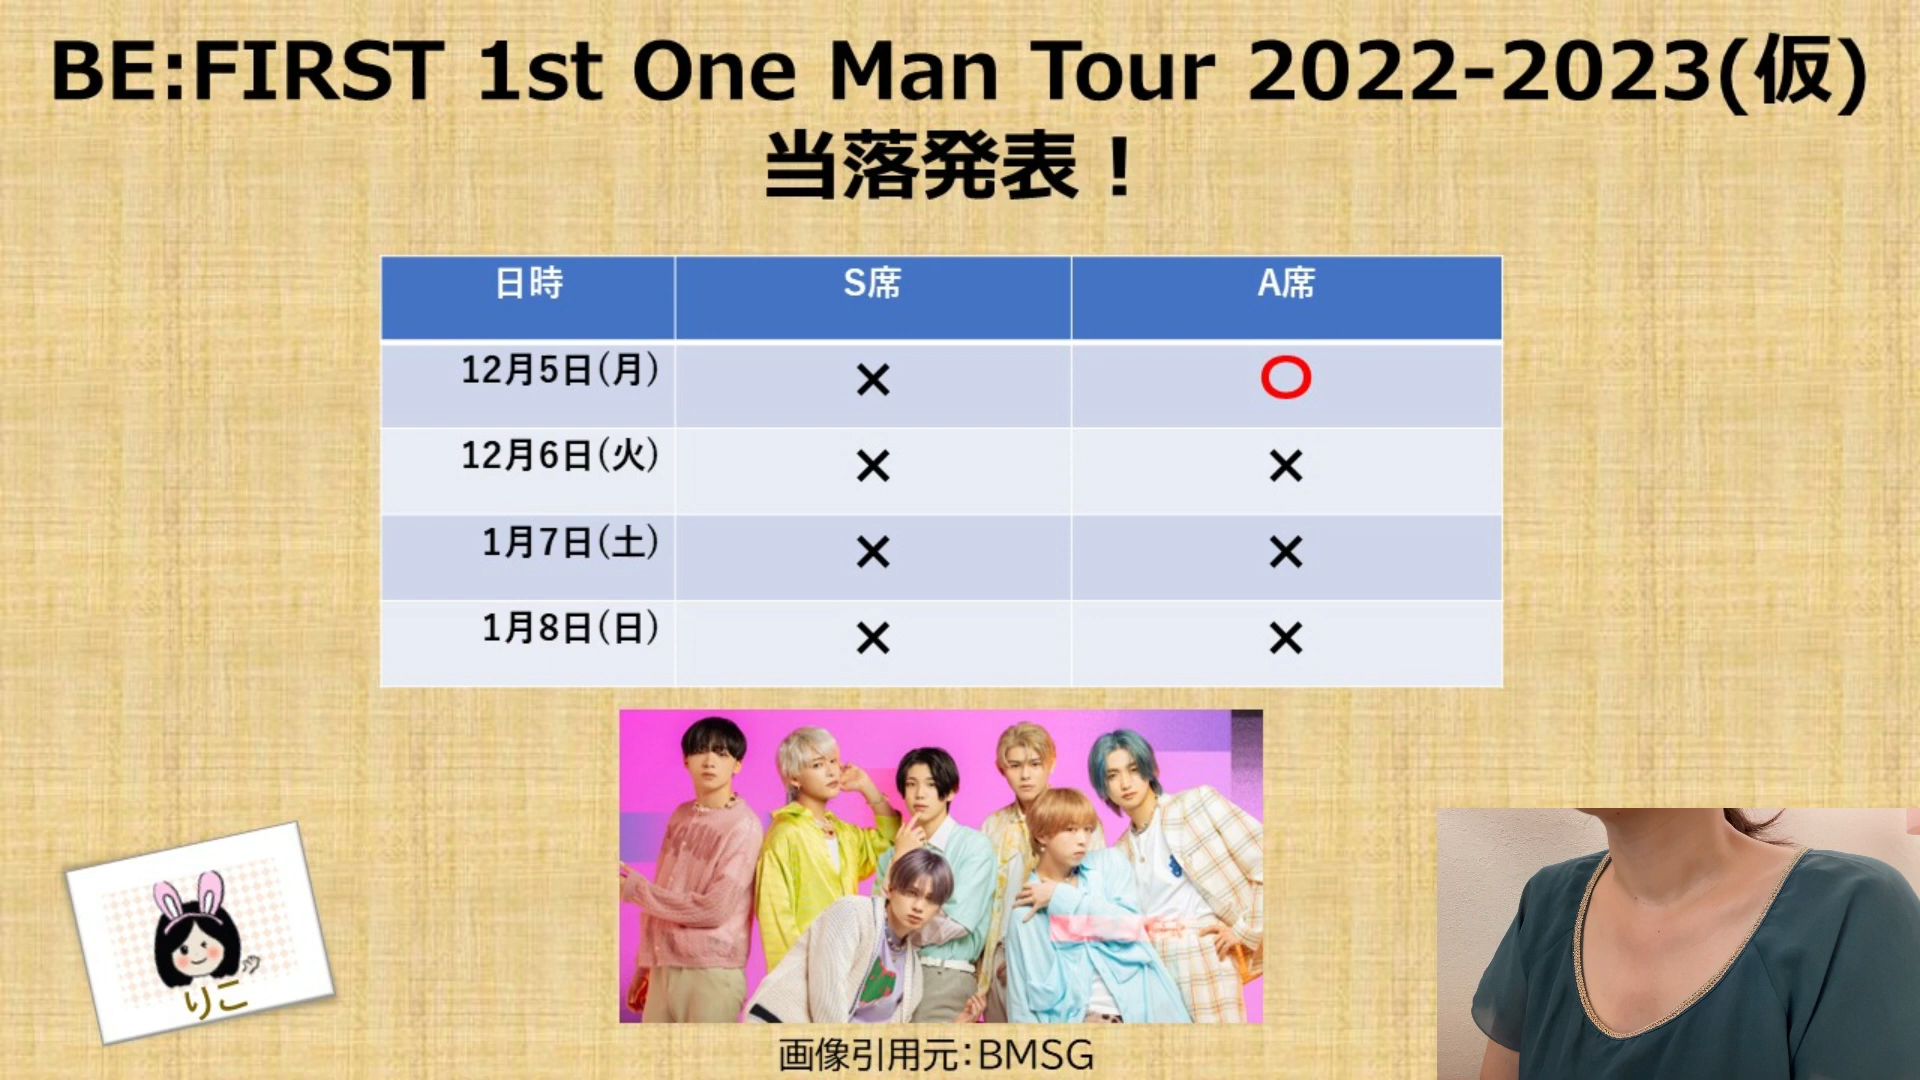 BE:FIRST 1st One Man Tour 2022-2023(仮)
当落発表！
日時 S席 A席
12月5日(月) × 〇
12月6日(火) × ×
1月7日(土) × ×
1月8日(日) × ×
りこ
画像引用元：BMSG